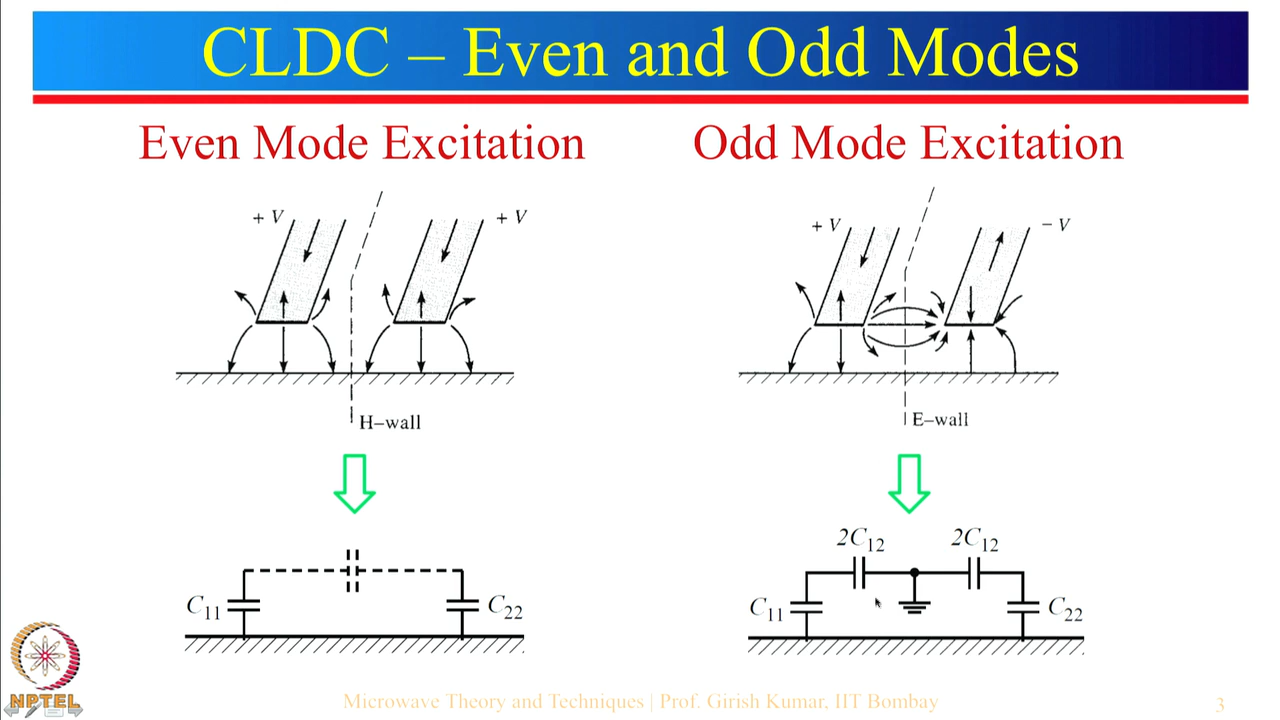 CLDC – Even and Odd Modes
Even Mode Excitation
Odd Mode Excitation
+ V
+ V
H–wall
+ V
– V
E–wall
C11
C22
2C12
2C12
C11
C22
NPTEL
Microwave Theory and Techniques | Prof. Girish Kumar, IIT Bombay
3